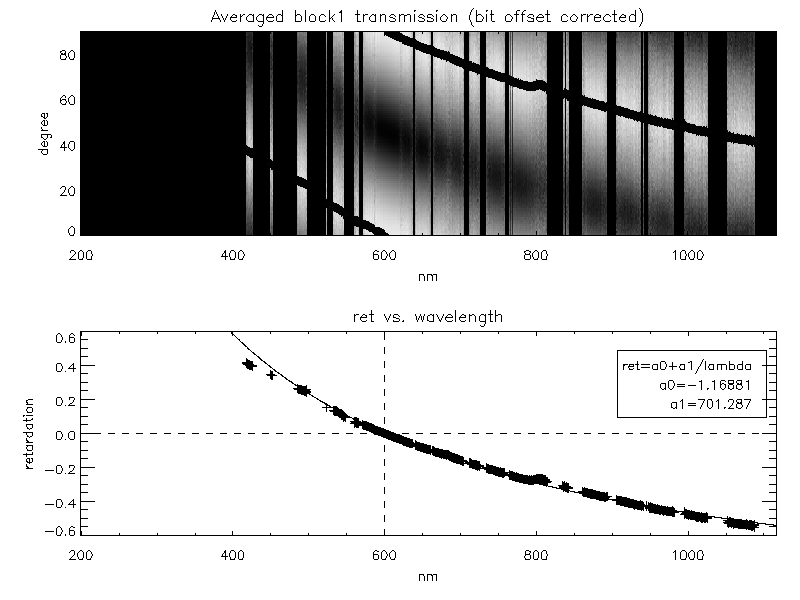 Averaged block1 transmission (bit offset corrected)
80
60
40
20
0
degree
200 400 600 800 1000
nm
ret vs. wavelength
0.6
0.4
0.2
0.0
-0.2
-0.4
-0.6
retardation
ret=a0+a1/lambda
a0=-1.16881
a1=701.287
200 400 600 800 1000
nm